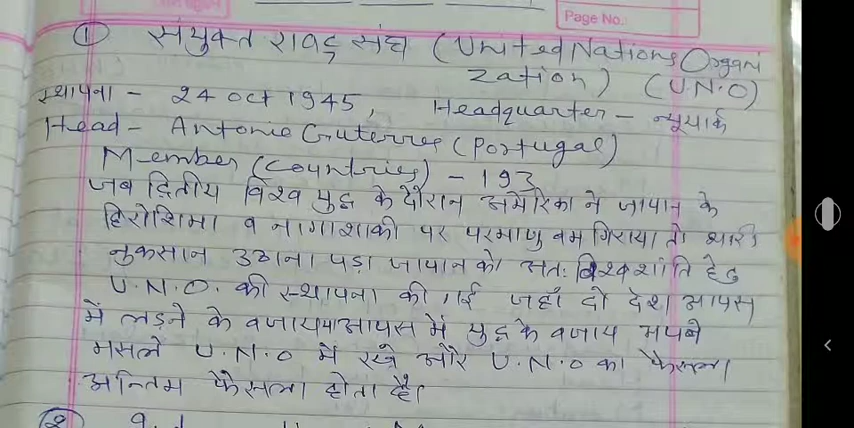 Page No.:
① संयुक्त राष्ट्र संघ (United Nations Organi
zation) (U.N.O)
स्थापना - 24 oct 1945, Headquarter - न्यूयार्क
Head - Antonio Guterres (Portugal)
Member (countries) - 193
जब द्वितीय विश्व युद्ध के दौरान अमेरिका ने जापान के
हिरोशिमा व नागाशाकी पर परमाणु बम गिराया तो भारी
नुकसान उठाना पड़ा जापान को। अत: विश्वशांति हेतु
U.N.O. की स्थापना की गई जहाँ दो देश आपस
में लड़ने के बजाय आपस में युद्ध के बजाय अपने
मसले U.N.O में रखे और U.N.O का फैसला
अन्तिम फैसला होता है।
②